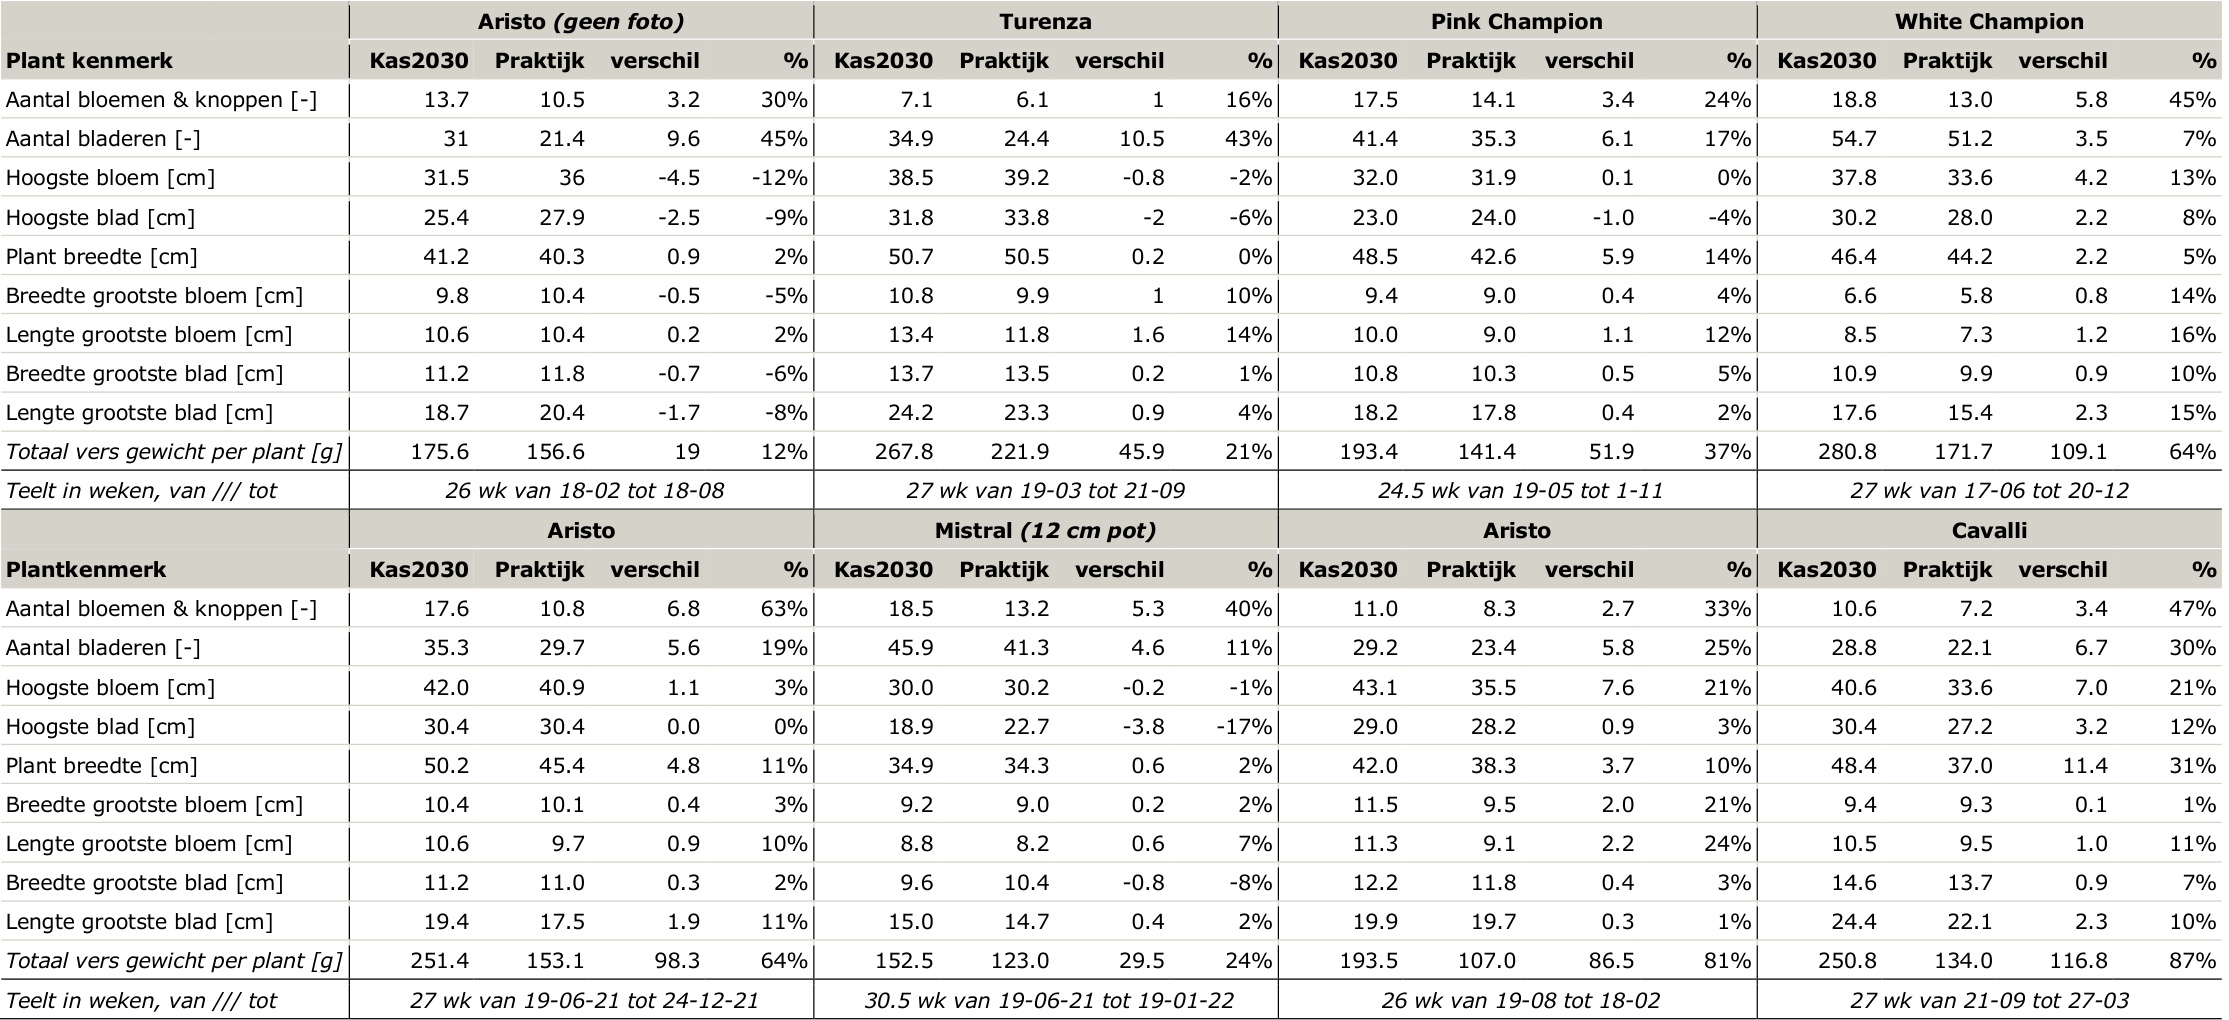 Aristo (geen foto) Turenza Pink Champion White Champion
Plant kenmerk Kas2030 Praktijk verschil % Kas2030 Praktijk verschil % Kas2030 Praktijk verschil % Kas2030 Praktijk verschil %
Aantal bloemen & knoppen [-] 13.7 10.5 3.2 30% 7.1 6.1 1 16% 17.5 14.1 3.4 24% 18.8 13.0 5.8 45%
Aantal bladeren [-] 31 21.4 9.6 45% 34.9 24.4 10.5 43% 41.4 35.3 6.1 17% 54.7 51.2 3.5 7%
Hoogste bloem [cm] 31.5 36 -4.5 -12% 38.5 39.2 -0.8 -2% 32.0 31.9 0.1 0% 37.8 33.6 4.2 13%
Hoogste blad [cm] 25.4 27.9 -2.5 -9% 31.8 33.8 -2 -6% 23.0 24.0 -1.0 -4% 30.2 28.0 2.2 8%
Plant breedte [cm] 41.2 40.3 0.9 2% 50.7 50.5 0.2 0% 48.5 42.6 5.9 14% 46.4 44.2 2.2 5%
Breedte grootste bloem [cm] 9.8 10.4 -0.5 -5% 10.8 9.9 1 10% 9.4 9.0 0.4 4% 6.6 5.8 0.8 14%
Lengte grootste bloem [cm] 10.6 10.4 0.2 2% 13.4 11.8 1.6 14% 10.0 9.0 1.1 12% 8.5 7.3 1.2 16%
Breedte grootste blad [cm] 11.2 11.8 -0.7 -6% 13.7 13.5 0.2 1% 10.8 10.3 0.5 5% 10.9 9.9 0.9 10%
Lengte grootste blad [cm] 18.7 20.4 -1.7 -8% 24.2 23.3 0.9 4% 18.2 17.8 0.4 2% 17.6 15.4 2.3 15%
Totaal vers gewicht per plant [g] 175.6 156.6 19 12% 267.8 221.9 45.9 21% 193.4 141.4 51.9 37% 280.8 171.7 109.1 64%
Teelt in weken, van /// tot 26 wk van 18-02 tot 18-08 27 wk van 19-03 tot 21-09 24.5 wk van 19-05 tot 1-11 27 wk van 17-06 tot 20-12
Aristo Mistral (12 cm pot) Aristo Cavalli
Plantkenmerk Kas2030 Praktijk verschil % Kas2030 Praktijk verschil % Kas2030 Praktijk verschil % Kas2030 Praktijk verschil %
Aantal bloemen & knoppen [-] 17.6 10.8 6.8 63% 18.5 13.2 5.3 40% 11.0 8.3 2.7 33% 10.6 7.2 3.4 47%
Aantal bladeren [-] 35.3 29.7 5.6 19% 45.9 41.3 4.6 11% 29.2 23.4 5.8 25% 28.8 22.1 6.7 30%
Hoogste bloem [cm] 42.0 40.9 1.1 3% 30.0 30.2 -0.2 -1% 43.1 35.5 7.6 21% 40.6 33.6 7.0 21%
Hoogste blad [cm] 30.4 30.4 0.0 0% 18.9 22.7 -3.8 -17% 29.0 28.2 0.9 3% 30.4 27.2 3.2 12%
Plant breedte [cm] 50.2 45.4 4.8 11% 34.9 34.3 0.6 2% 42.0 38.3 3.7 10% 48.4 37.0 11.4 31%
Breedte grootste bloem [cm] 10.4 10.1 0.4 3% 9.2 9.0 0.2 2% 11.5 9.5 2.0 21% 9.4 9.3 0.1 1%
Lengte grootste bloem [cm] 10.6 9.7 0.9 10% 8.8 8.2 0.6 7% 11.3 9.1 2.2 24% 10.5 9.5 1.0 11%
Breedte grootste blad [cm] 11.2 11.0 0.3 2% 9.6 10.4 -0.8 -8% 12.2 11.8 0.4 3% 14.6 13.7 0.9 7%
Lengte grootste blad [cm] 19.4 17.5 1.9 11% 15.0 14.7 0.4 2% 19.9 19.7 0.3 1% 24.4 22.1 2.3 10%
Totaal vers gewicht per plant [g] 251.4 153.1 98.3 64% 152.5 123.0 29.5 24% 193.5 107.0 86.5 81% 250.8 134.0 116.8 87%
Teelt in weken, van /// tot 27 wk van 19-06-21 tot 24-12-21 30.5 wk van 19-06-21 tot 19-01-22 26 wk van 19-08 tot 18-02 27 wk van 21-09 tot 27-03